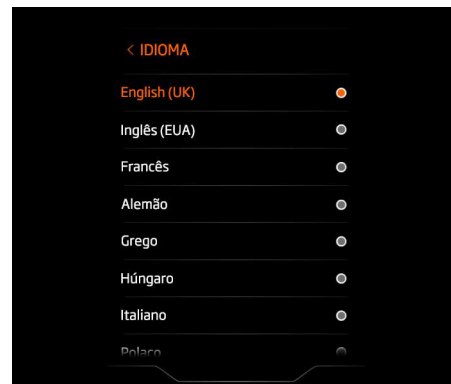 < IDIOMA
English (UK)
Inglês (EUA)
Francês
Alemão
Grego
Húngaro
Italiano
Polaco